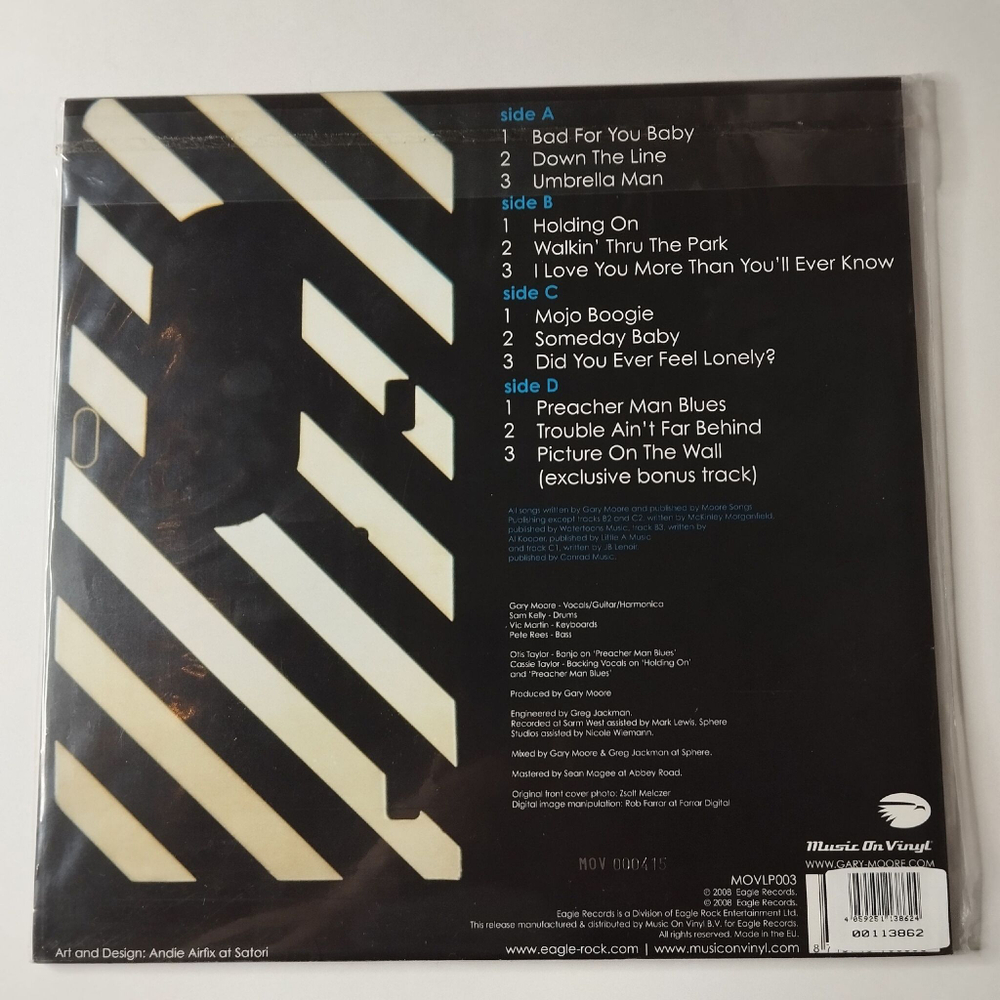 side A
1 Bad For You Baby
2 Down The Line
3 Umbrella Man
side B
1 Holding On
2 Walkin' Thru The Park
3 I Love You More Than You'll Ever Know
side C
1 Mojo Boogie
2 Someday Baby
3 Did You Ever Feel Lonely?
side D
1 Preacher Man Blues
2 Trouble Ain't Far Behind
3 Picture On The Wall
(exclusive bonus track)
All songs written by Gary Moore and published by Moore Songs
Publishing except tracks B2 and C2, written by McKinley Morganfield,
published by Watertoons Music, track B3, written by
Al Kooper, published by Little A Music
and track C1, written by JB Lenoir,
published by Conrad Music.
Gary Moore - Vocals/Guitar/Harmonica
Sam Kelly - Drums
Vic Martin - Keyboards
Pete Rees - Bass
Otis Taylor - Banjo on 'Preacher Man Blues'
Cassie Taylor - Backing Vocals on 'Holding On'
and 'Preacher Man Blues'
Produced by Gary Moore
Engineered by Greg Jackman.
Recorded at Sarm West assisted by Mark Lewis. Sphere
Studios assisted by Nicole Wiemann.
Mixed by Gary Moore & Greg Jackman at Sphere.
Mastered by Sean Magee at Abbey Road.
Original front cover photo: Zsolt Melczer
Digital image manipulation: Rob Farrar at Farrar Digital
Music On Vinyl
WWW.GARY-MOORE.COM
MOV 000415
MOVLP003
℗ 2008 Eagle Records.
© 2008 Eagle Records.
Eagle Records is a Division of Eagle Rock Entertainment Ltd.
This release manufactured & distributed by Music On Vinyl B.V. for Eagle Records.
All rights reserved. Made in the EU.
www.eagle-rock.com | www.musiconvinyl.com
4 059251 138624
00113862
8
Art and Design: Andie Airfix at Satori